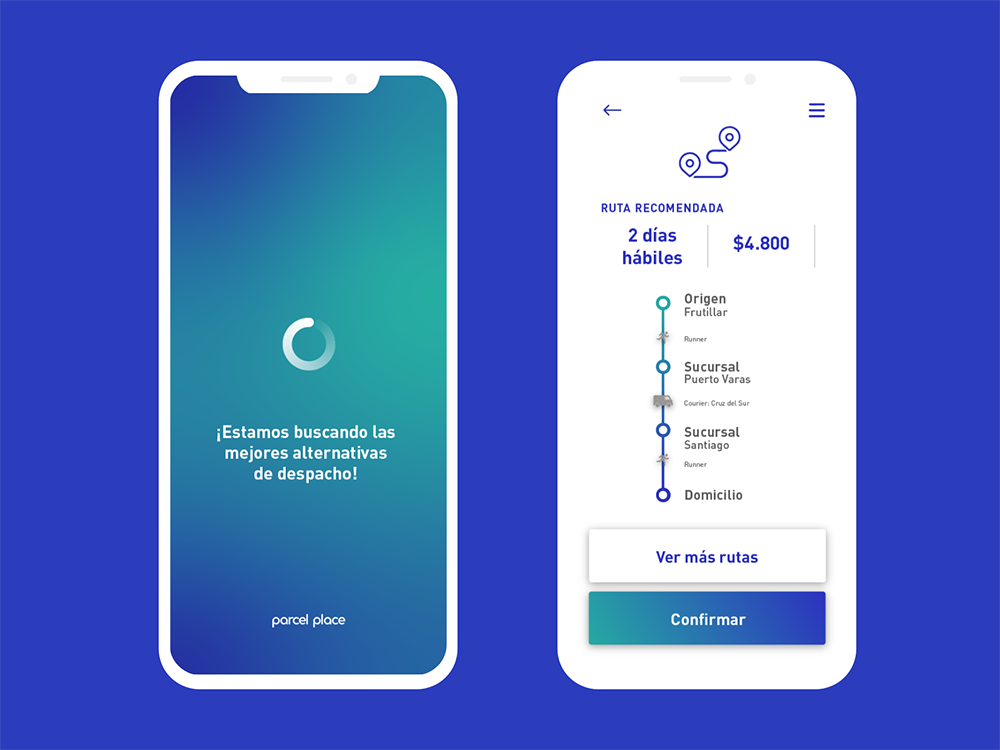 ¡Estamos buscando las
mejores alternativas
de despacho!
parcel place
RUTA RECOMENDADA
2 días
hábiles
$4.800
Origen
Frutillar
Runner
Sucursal
Puerto Varas
Courier: Cruz del Sur
Sucursal
Santiago
Runner
Domicilio
Ver más rutas
Confirmar